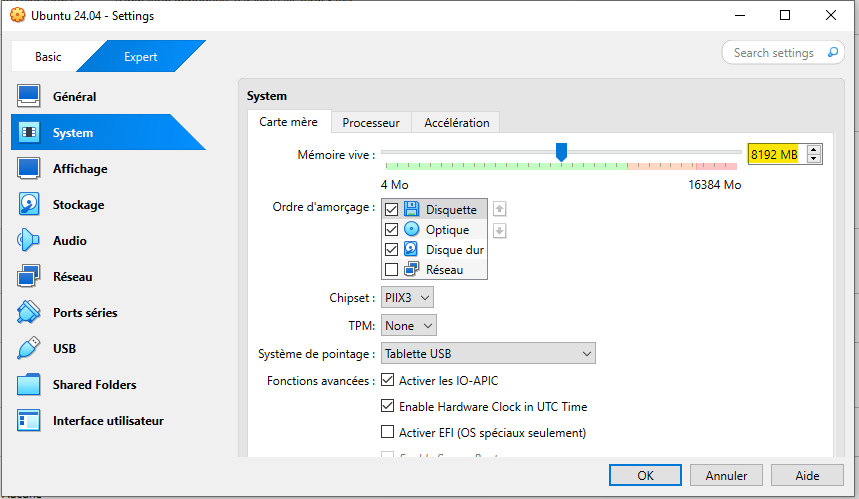 Ubuntu 24.04 - Settings
Basic
Expert
Search settings
Général
System
Affichage
Stockage
Audio
Réseau
Ports séries
USB
Shared Folders
Interface utilisateur
System
Carte mère
Processeur
Accélération
Mémoire vive :
8192 MB
4 Mo
16384 Mo
Ordre d'amorçage :
Disquette
Optique
Disque dur
Réseau
Chipset :
PIIX3
TPM:
None
Système de pointage :
Tablette USB
Fonctions avancées :
Activer les IO-APIC
Enable Hardware Clock in UTC Time
Activer EFI (OS spéciaux seulement)
OK
Annuler
Aide